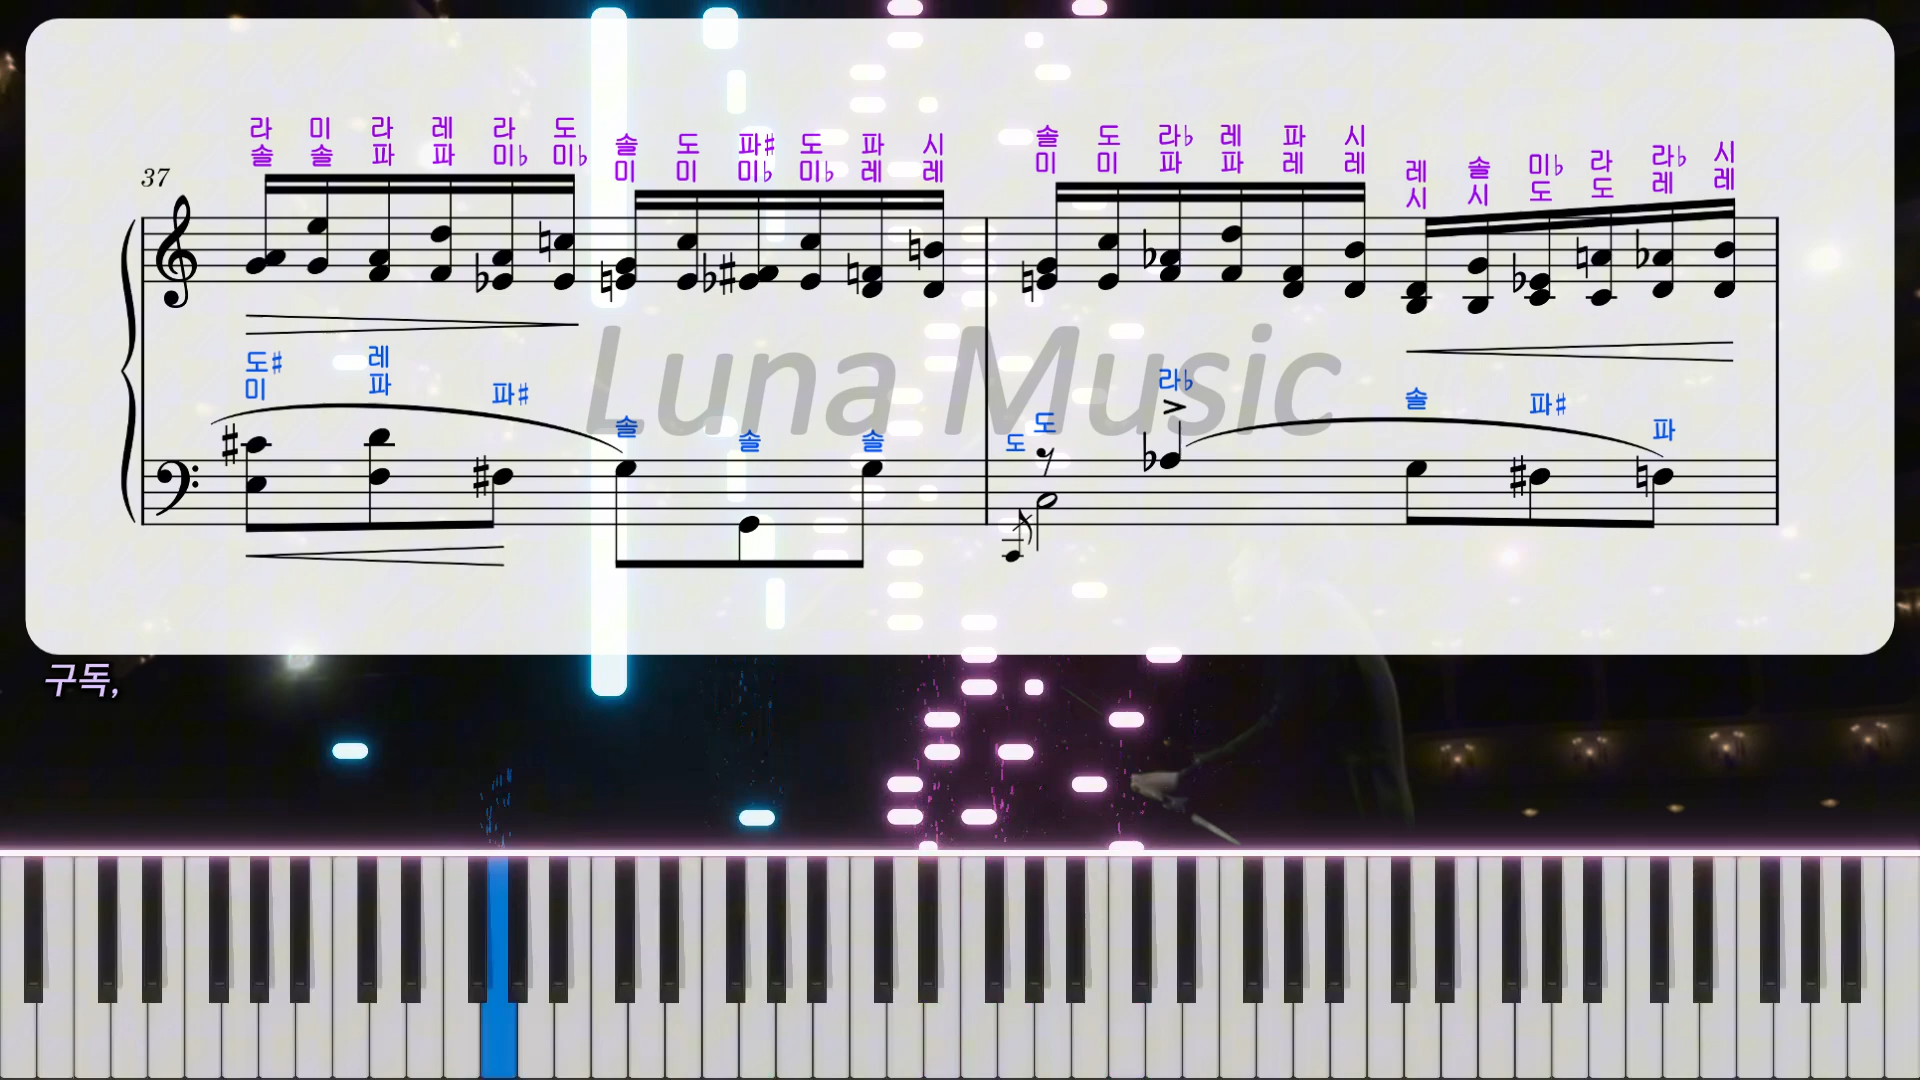 라 미 라 레 라 도 솔 도 파♯ 도 파 시 솔 도 라♭ 레 파 시 레 솔 미♭ 라 라♭ 시
솔 솔 파 파 미♭ 미♭ 미 미 미♭ 미♭ 레 레 미 미 파 파 레 레 시 시 도 도 레 레
37
Luna Music
도♯ 레 파♯ 솔 솔 솔 도 도 라♭ 솔 파♯ 파
미 파
구독,